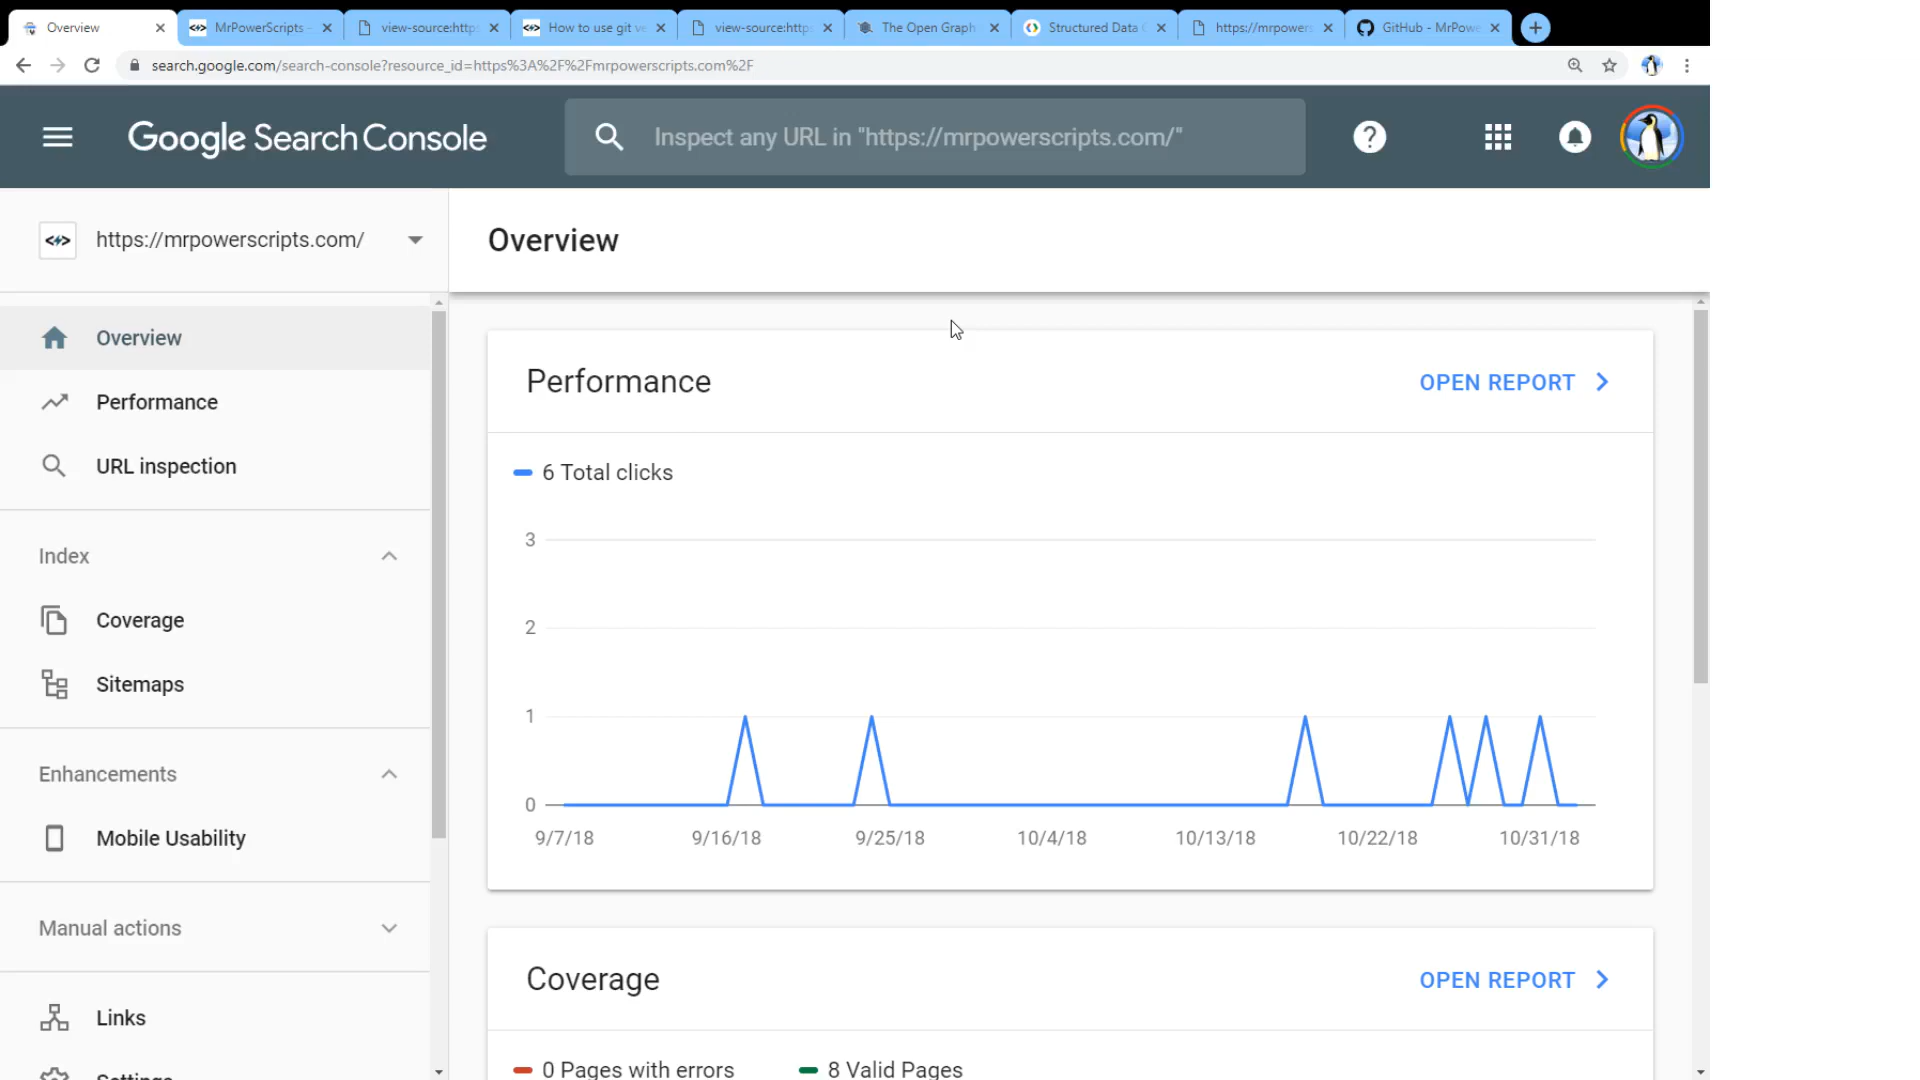 Overview
MrPowerScripts -
view-source:http
How to use git ve
view-source:http
The Open Graph
Structured Data
https://mrpowers
GitHub - MrPowe
search.google.com/search-console?resource_id=https%3A%2F%2Fmrpowerscripts.com%2F
Google Search Console
Inspect any URL in "https://mrpowerscripts.com/"
https://mrpowerscripts.com/
Overview
Overview
Performance
URL inspection
Index
Coverage
Sitemaps
Enhancements
Mobile Usability
Manual actions
Links
Settings
Performance
OPEN REPORT
6 Total clicks
3
2
1
0
9/7/18
9/16/18
9/25/18
10/4/18
10/13/18
10/22/18
10/31/18
Coverage
OPEN REPORT
0 Pages with errors
8 Valid Pages